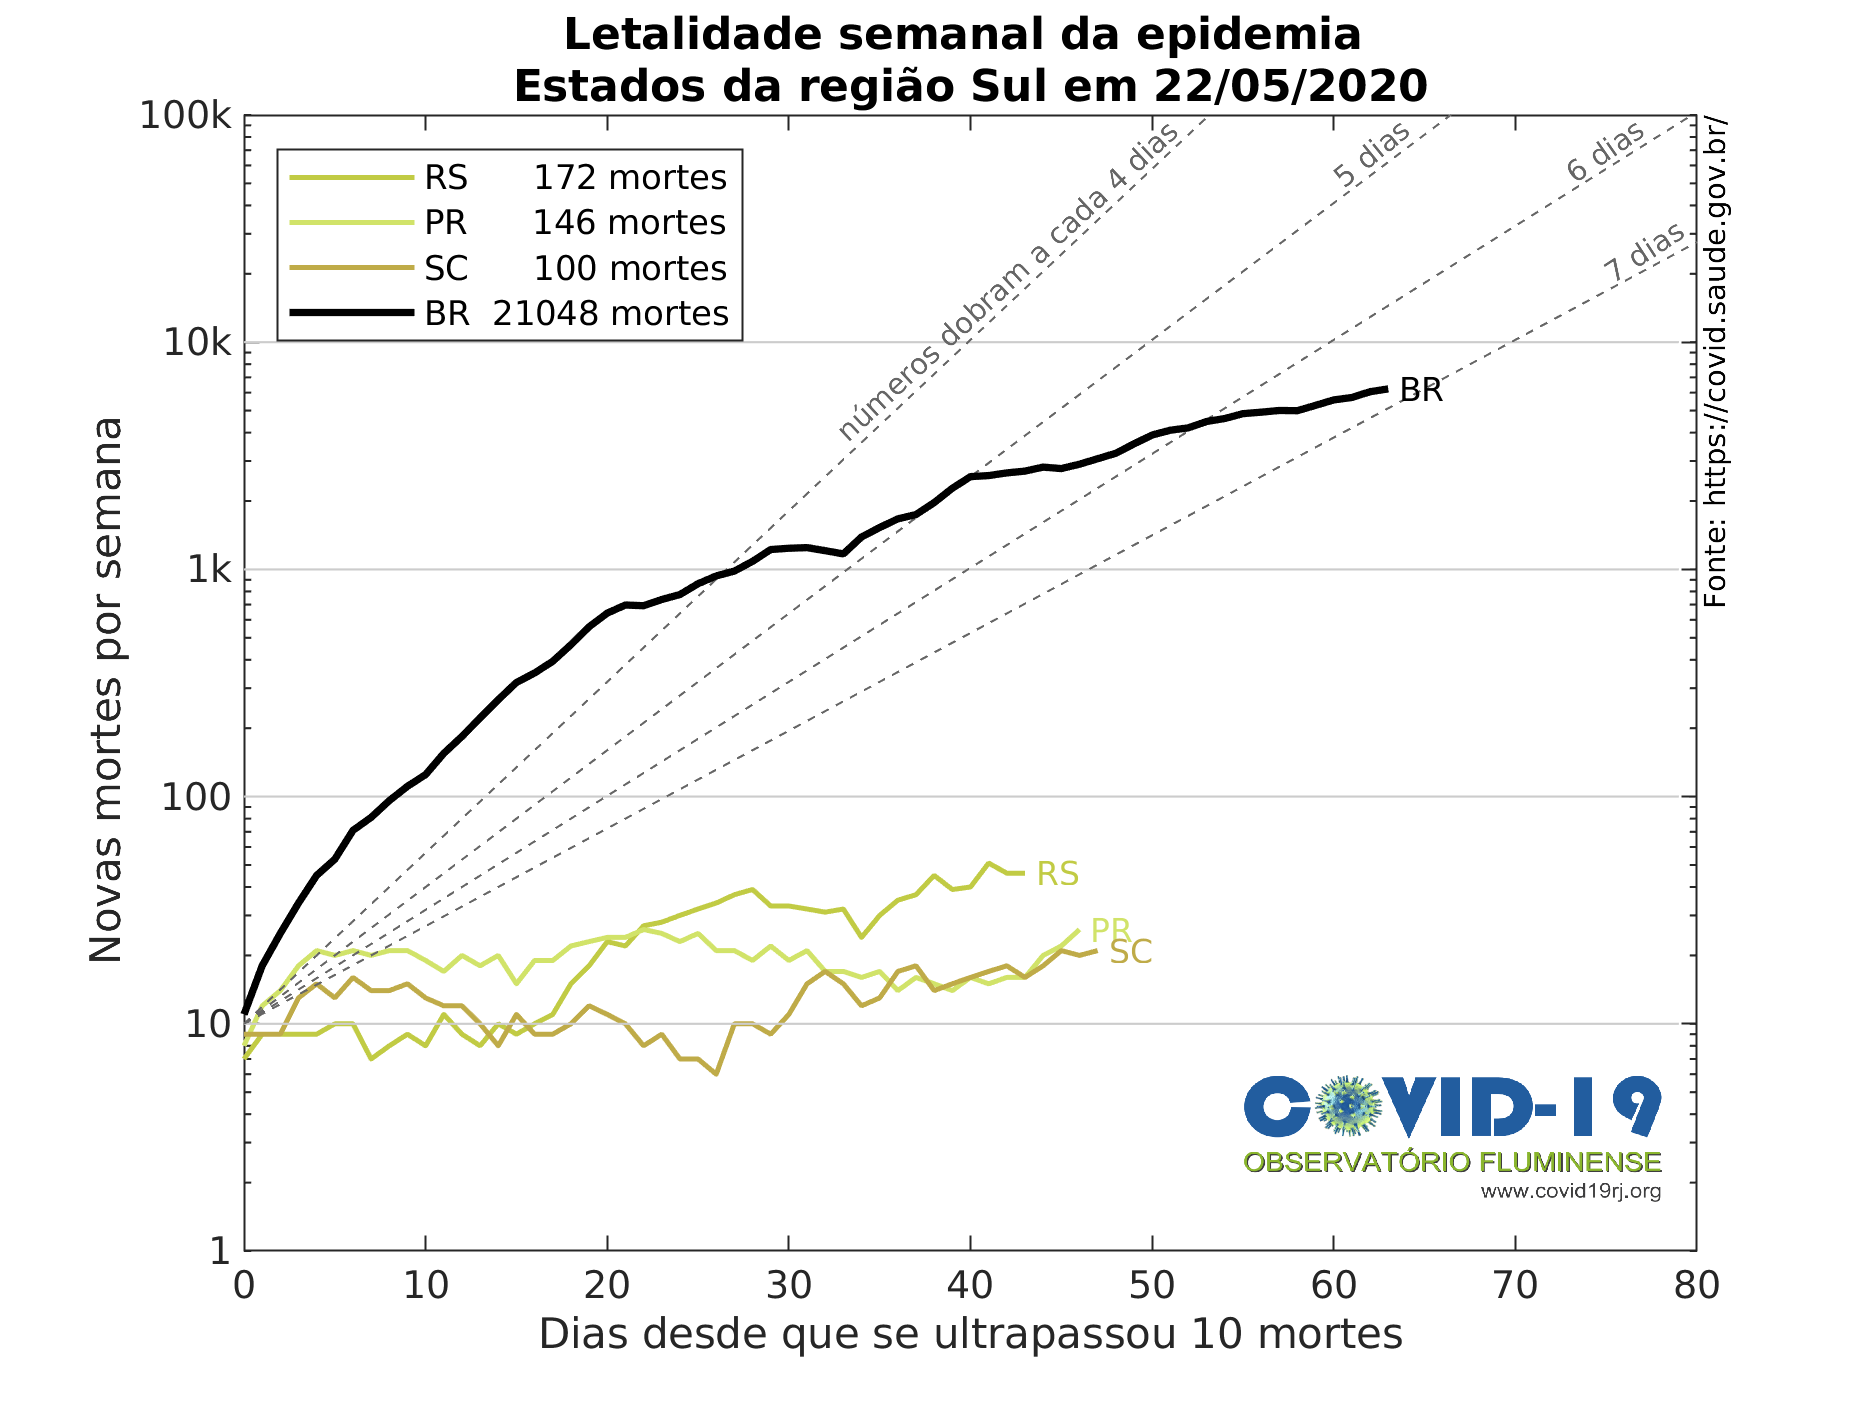 Letalidade semanal da epidemia
Estados da região Sul em 22/05/2020
100k
10k
1k
100
10
1
Novas mortes por semana
RS 172 mortes
PR 146 mortes
SC 100 mortes
BR 21048 mortes
números dobram a cada 4 dias
5 dias
6 dias
7 dias
BR
RS
PR
SC
Fonte: https://covid.saude.gov.br/
COVID-19
OBSERVATÓRIO FLUMINENSE
www.covid19rj.org
0 10 20 30 40 50 60 70 80
Dias desde que se ultrapassou 10 mortes